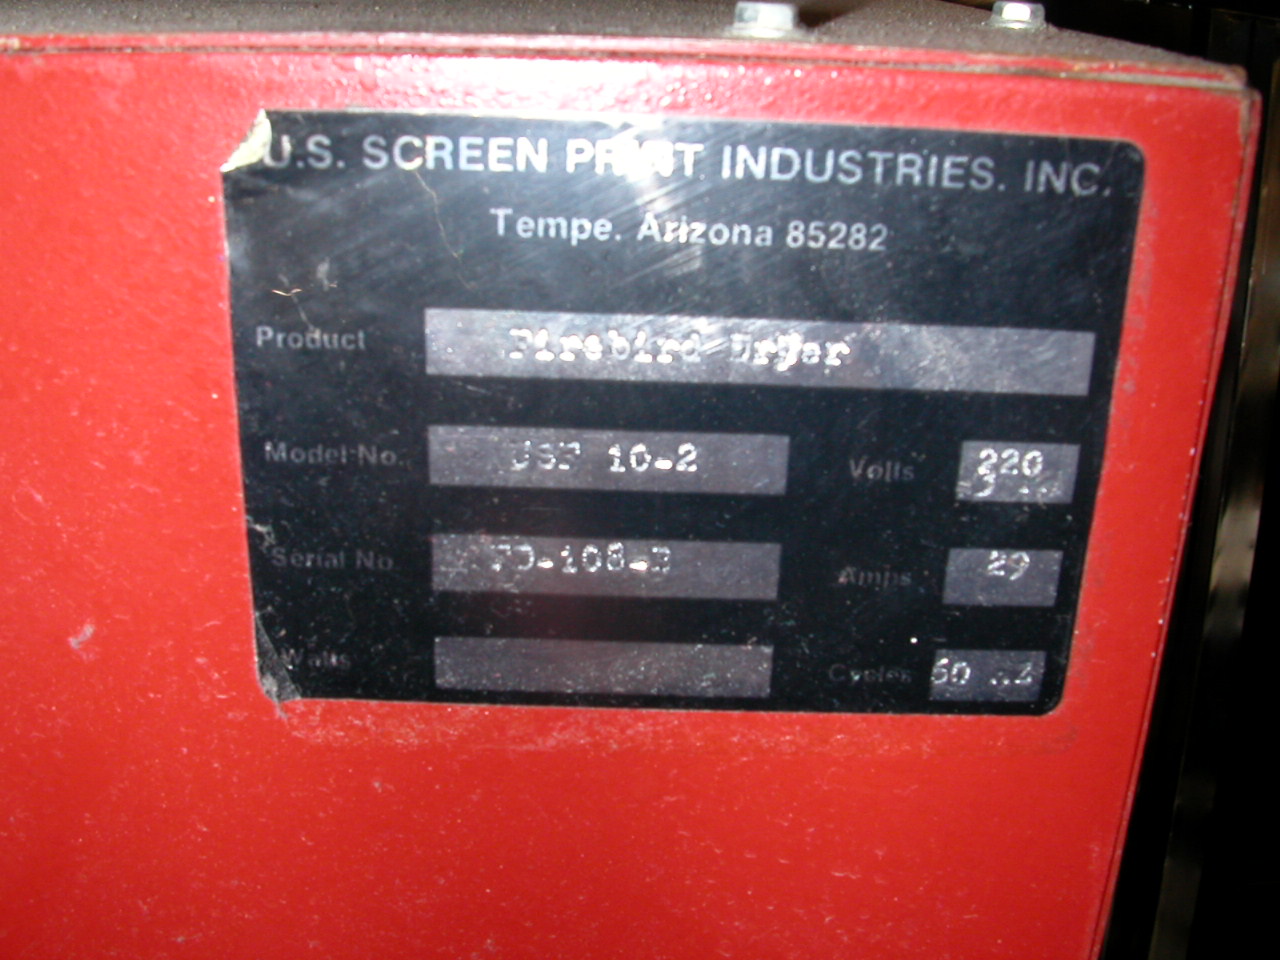 U.S. SCREEN PRINT INDUSTRIES. INC.
Tempe. Arizona 85282
Product Firebird Dryer
Model No. USF 10-2 Volts 220
Serial No Amps 29
Watts Cycles 60